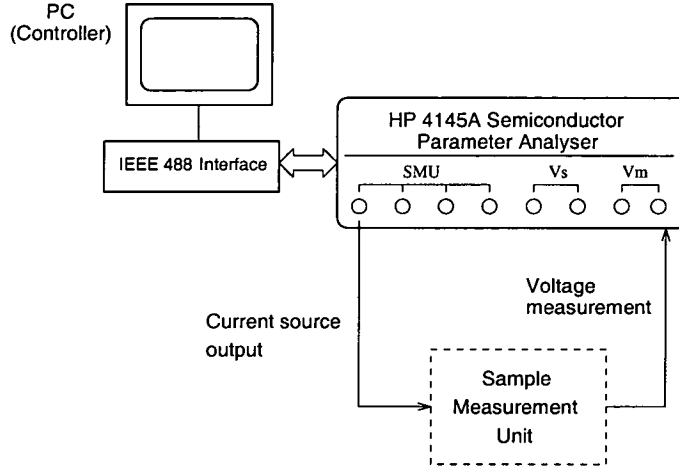 PC
(Controller)
IEEE 488 Interface
HP 4145A Semiconductor
Parameter Analyser
SMU
Vs
Vm
Current source
output
Voltage
measurement
Sample
Measurement
Unit